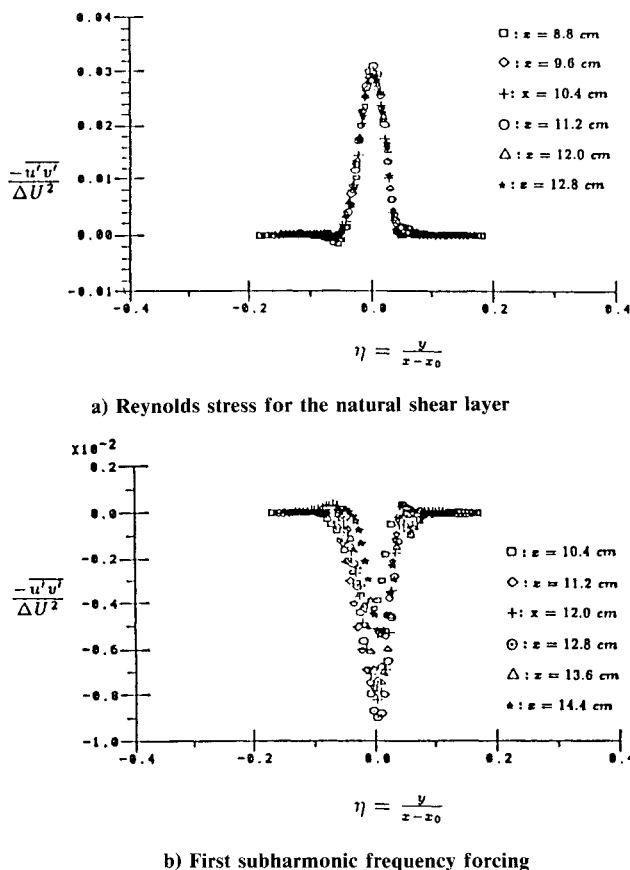 0.04
0.03
0.02
0.01
0.00
-0.01
-0.4
-0.2
0.0
0.2
0.4
-u'v'
ΔU²
□ : x = 8.8 cm
◇ : x = 9.6 cm
+ : x = 10.4 cm
○ : x = 11.2 cm
△ : x = 12.0 cm
★ : x = 12.8 cm
η = y / x-x₀
a) Reynolds stress for the natural shear layer
X10⁻²
0.2
0.0
-0.2
-0.4
-0.6
-0.8
-1.0
-0.4
-0.2
0.0
0.2
0.4
-u'v'
ΔU²
□ : x = 10.4 cm
◇ : x = 11.2 cm
+ : x = 12.0 cm
⊙ : x = 12.8 cm
△ : x = 13.6 cm
★ : x = 14.4 cm
η = y / x-x₀
b) First subharmonic frequency forcing